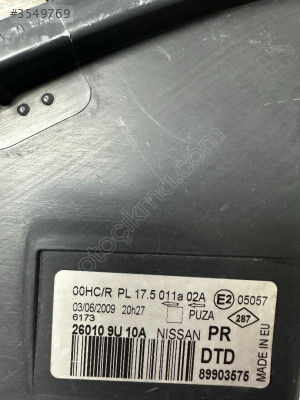 #3549769
otoçıkma.com
00HC/R PL 17.5 011a 02A E2 05057
03/06/2009 20h27 PUZA 287
6173
26010 9U 10A NISSAN PR
DTD
89903575
MADE IN EU